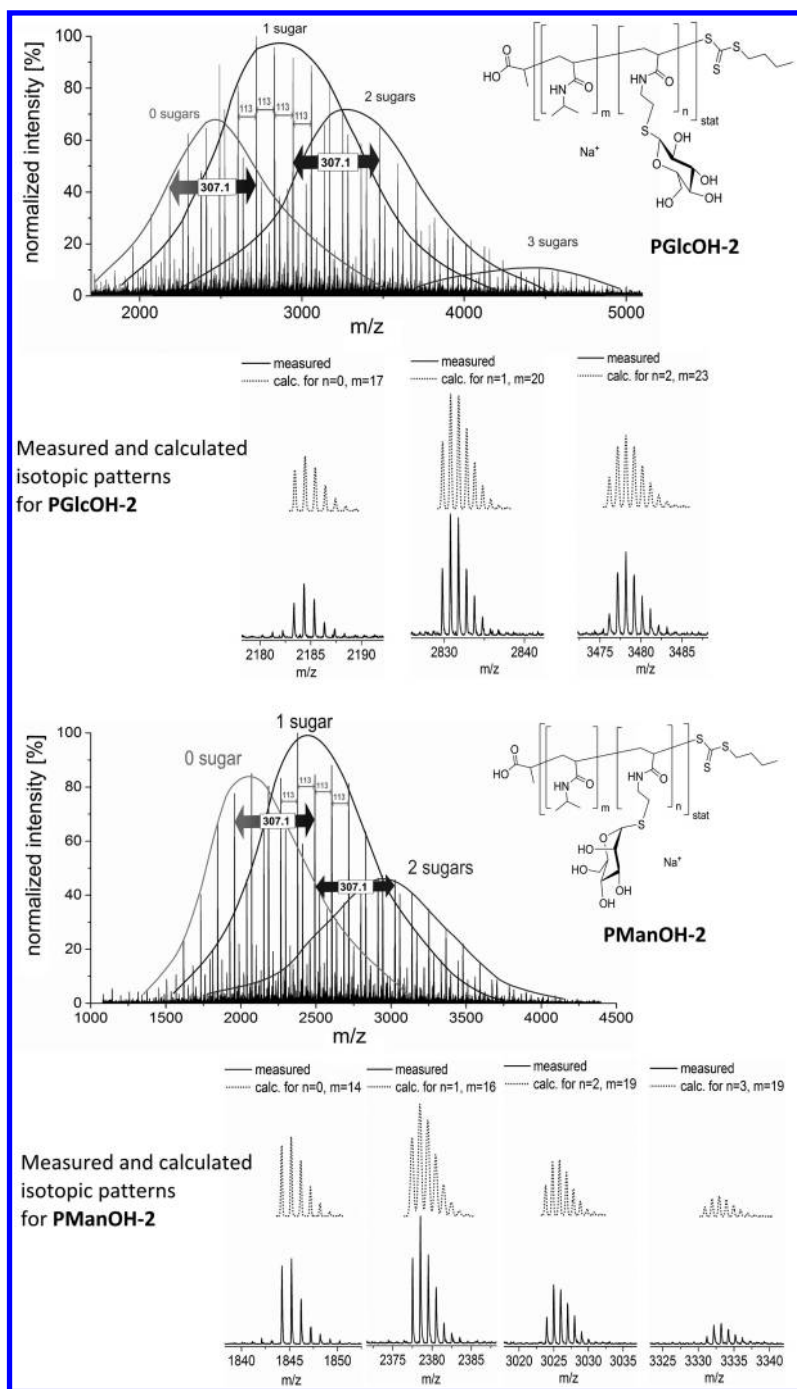 normalized intensity [%]
100
80
60
40
20
0
0 sugars
1 sugar
2 sugars
3 sugars
113
113
113
113
307.1
307.1
2000
3000
4000
5000
m/z
HO
O
HN
O
m
HN
O
n
stat
S
S
S
S
Na⁺
HO
OH
O
OH
HO
OH
PGlcOH-2
Measured and calculated
isotopic patterns
for PGlcOH-2
measured
calc. for n=0, m=17
2180 2185 2190
m/z
measured
calc. for n=1, m=20
2830 2840
m/z
measured
calc. for n=2, m=23
3475 3480 3485
m/z
normalized intensity [%]
100
80
60
40
20
0
0 sugar
1 sugar
2 sugars
113
113
113
113
307.1
307.1
1000 1500 2000 2500 3000 3500 4000 4500
m/z
HO
O
HN
O
m
HN
O
n
stat
S
S
S
S
Na⁺
O
HO
HO
OH
OH
PManOH-2
Measured and calculated
isotopic patterns
for PManOH-2
measured
calc. for n=0, m=14
1840 1845 1850
m/z
measured
calc. for n=1, m=16
2375 2380 2385
m/z
measured
calc. for n=2, m=19
3020 3025 3030 3035
m/z
measured
calc. for n=3, m=19
3325 3330 3335 3340
m/z